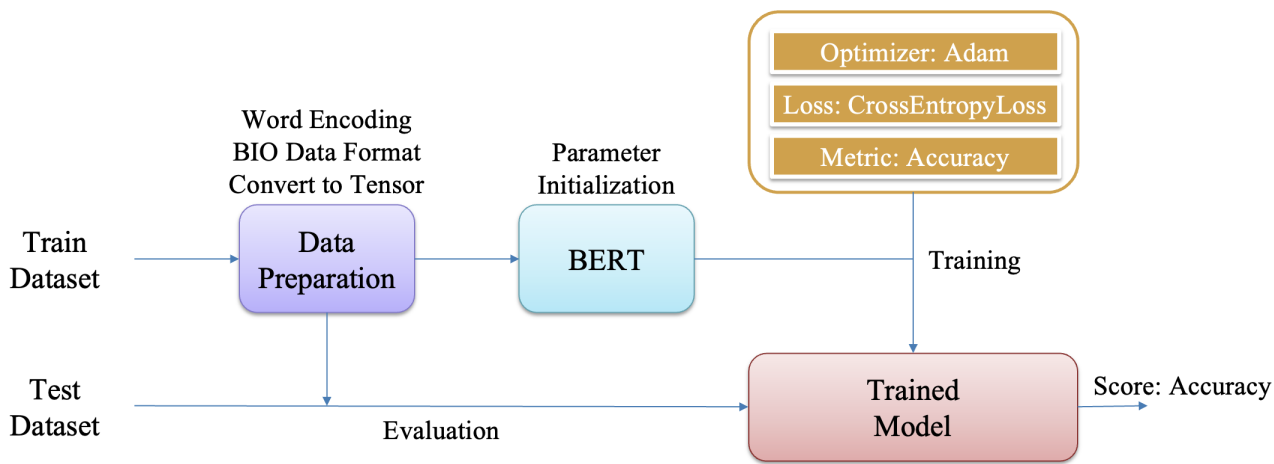 Optimizer: Adam
Loss: CrossEntropyLoss
Metric: Accuracy
Word Encoding
BIO Data Format
Convert to Tensor
Parameter
Initialization
Train
Dataset
Data
Preparation
BERT
Training
Test
Dataset
Evaluation
Trained
Model
Score: Accuracy